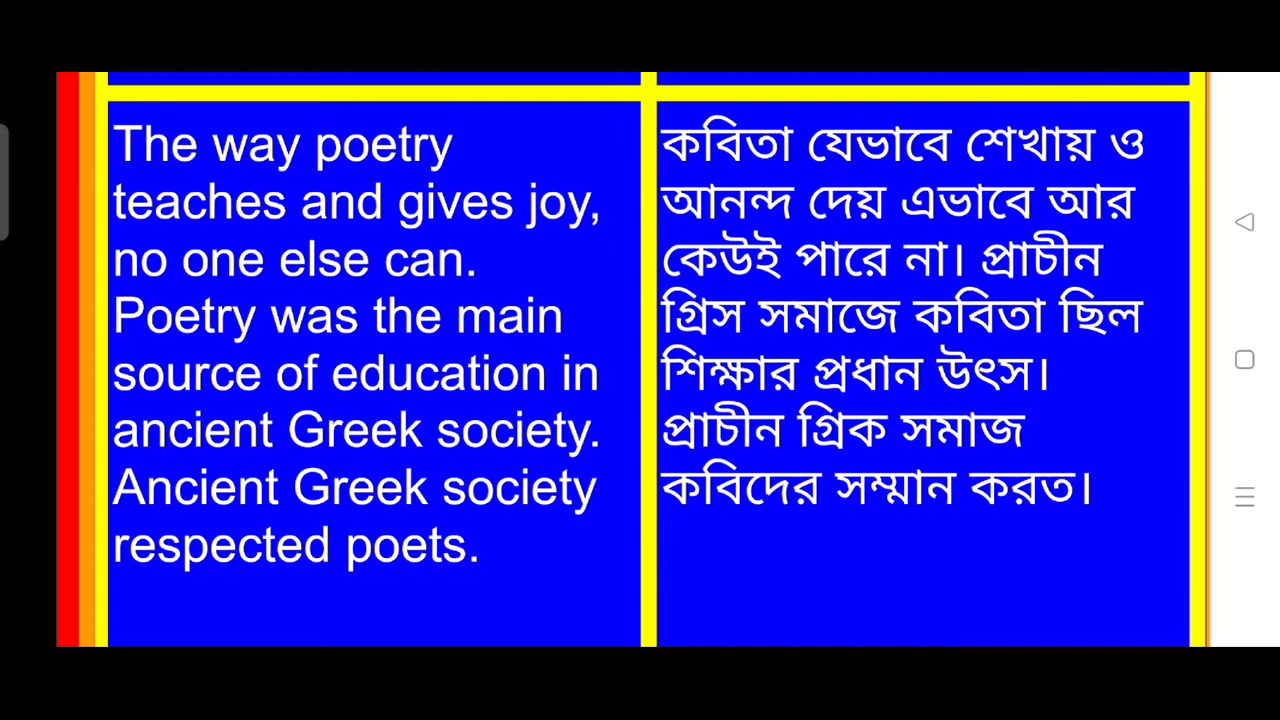 The way poetry
teaches and gives joy,
no one else can.
Poetry was the main
source of education in
ancient Greek society.
Ancient Greek society
respected poets.
কবিতা যেভাবে শেখায় ও
আনন্দ দেয় এভাবে আর
কেউই পারে না। প্রাচীন
গ্রিস সমাজে কবিতা ছিল
শিক্ষার প্রধান উৎস।
প্রাচীন গ্রিক সমাজ
কবিদের সম্মান করত।